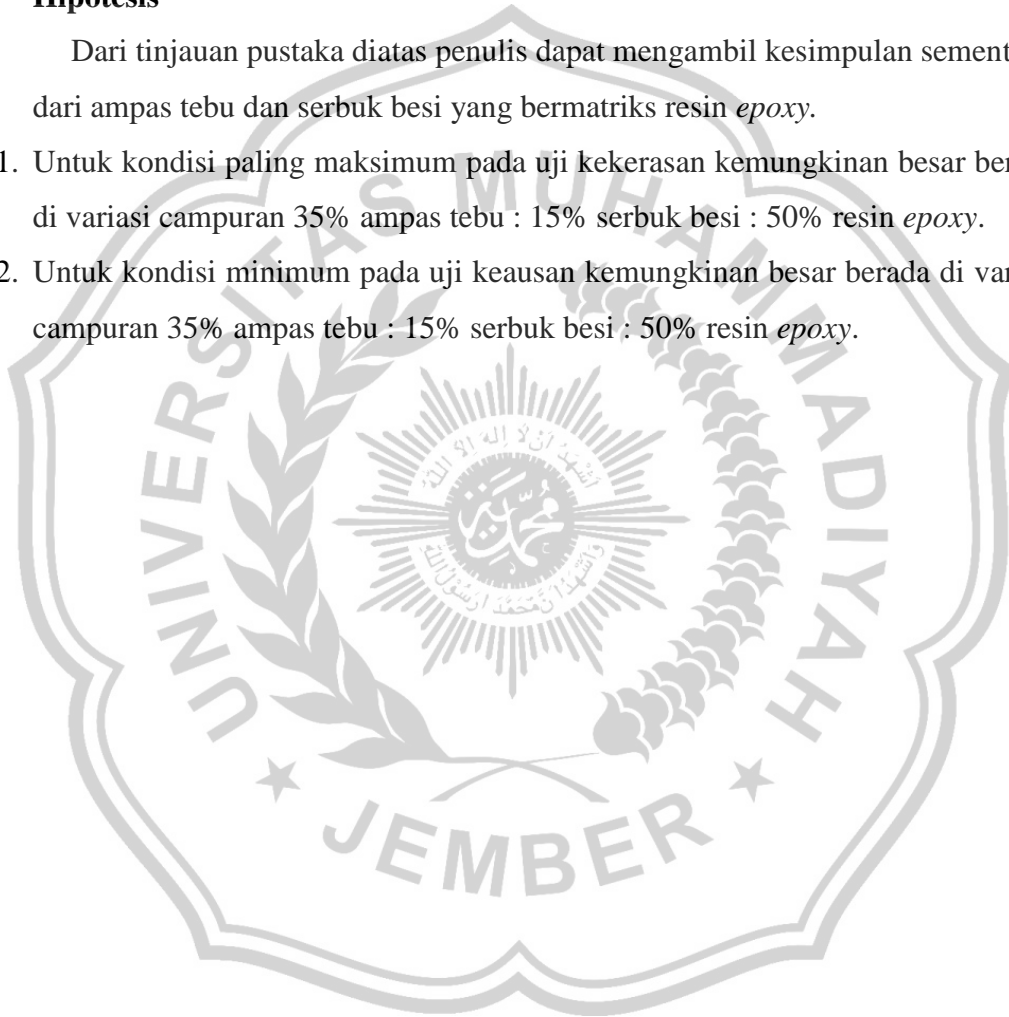 Hipotesis
Dari tinjauan pustaka diatas penulis dapat mengambil kesimpulan
dari ampas tebu dan serbuk besi yang bermatriks resin epoxy.
1. Untuk kondisi paling maksimum pada uji kekerasan kemungkinan besar
di variasi campuran 35% ampas tebu : 15% serbuk besi : 50% resin epoxy.
2. Untuk kondisi minimum pada uji keausan kemungkinan besar berada di
campuran 35% ampas tebu : 15% serbuk besi : 50% resin epoxy.
UNIVERSITAS MUHAMMADIYAH
JEMBER